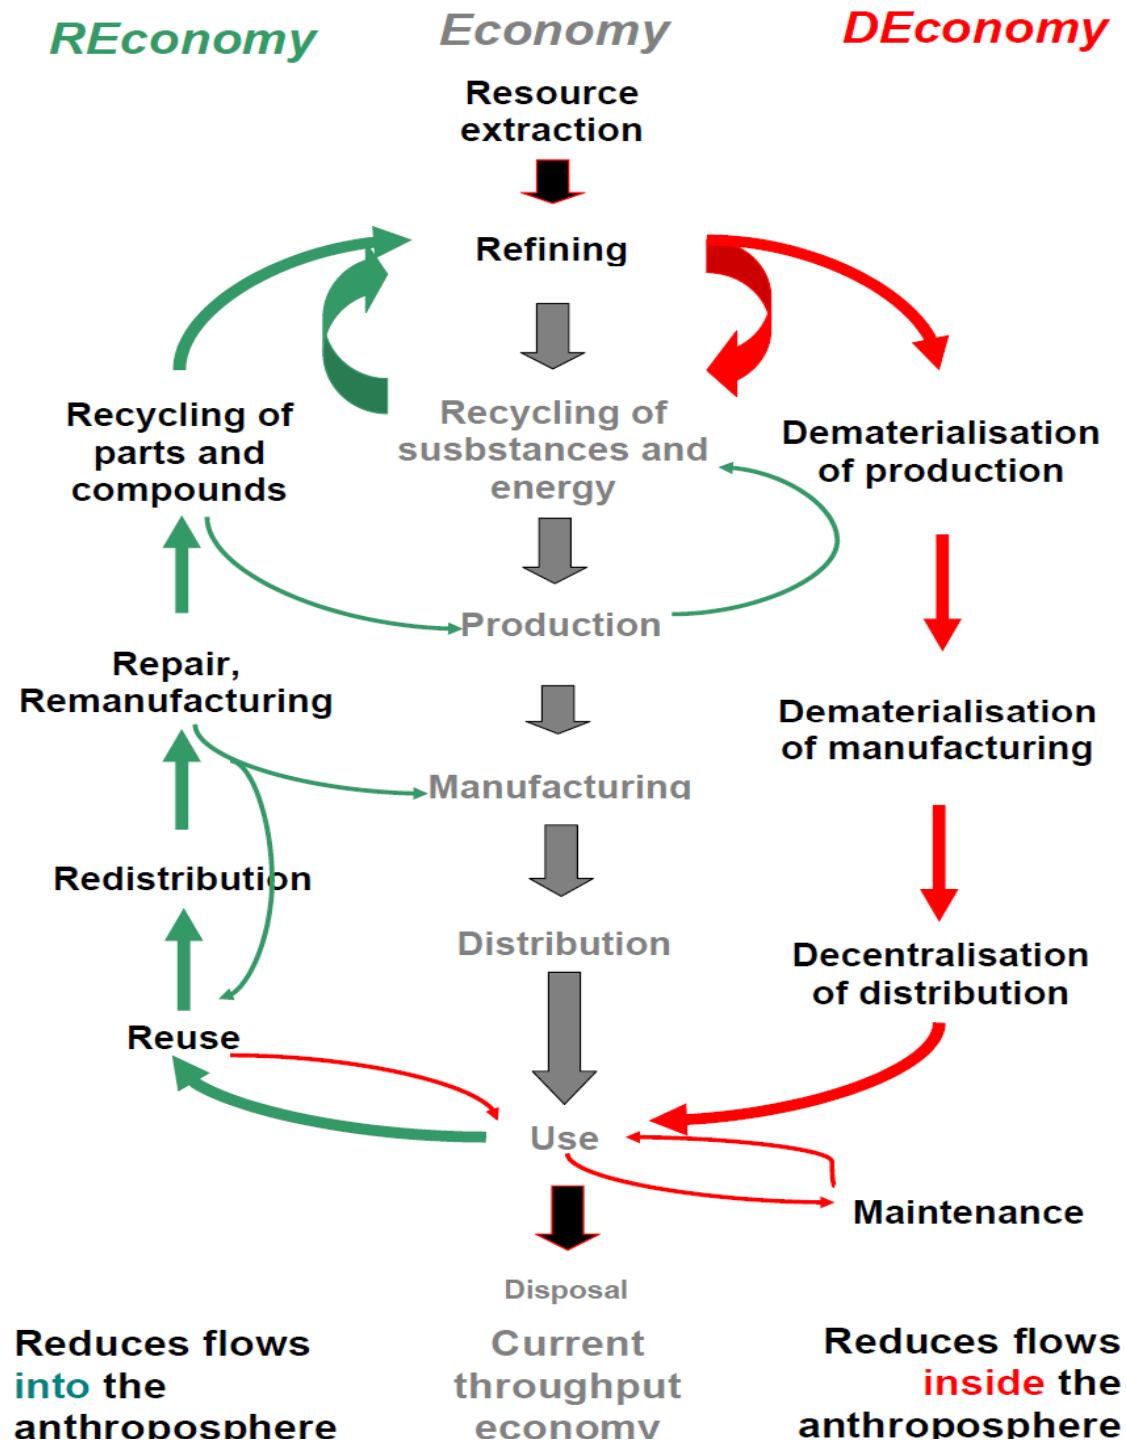 REconomy
Economy
DEconomy
Resource
extraction
Refining
Recycling of
parts and
compounds
Recycling of
susbstances and
energy
Dematerialisation
of production
Production
Repair,
Remanufacturing
Dematerialisation
of manufacturing
Manufacturing
Redistribution
Distribution
Decentralisation
of distribution
Reuse
Use
Maintenance
Disposal
Reduces flows
into the
anthroposphere
Current
throughput
economy
Reduces flows
inside the
anthroposphere